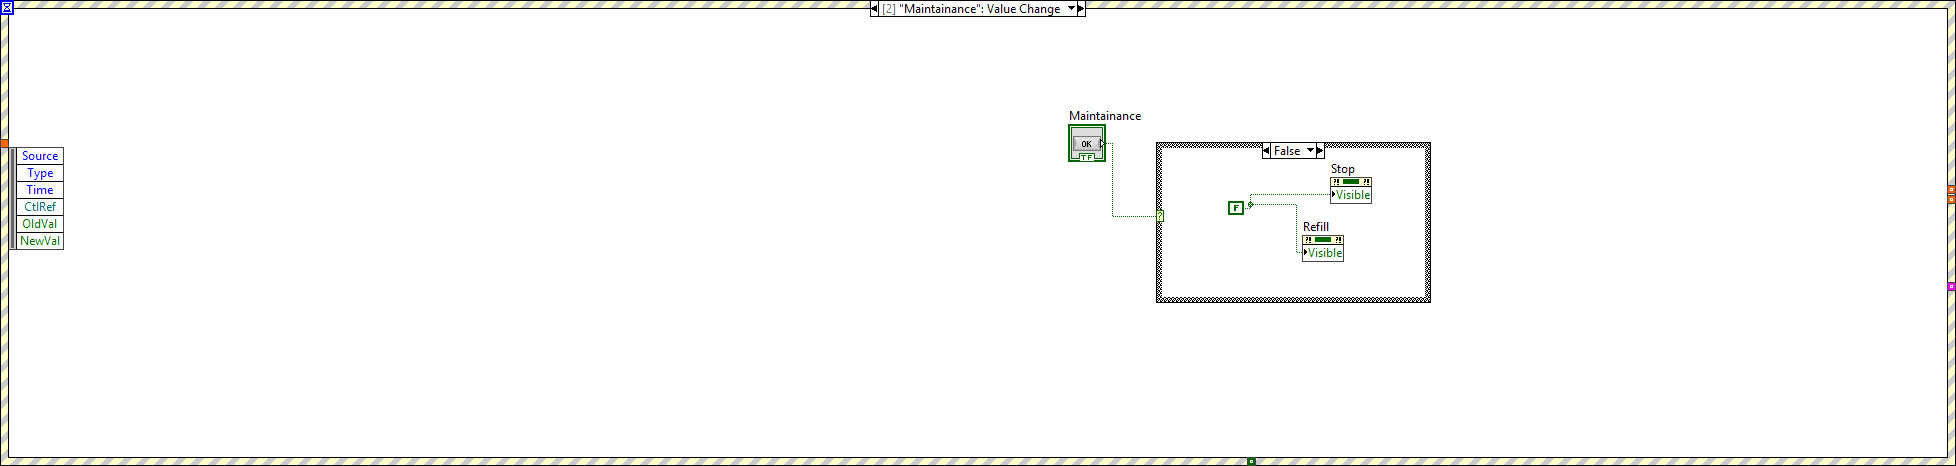 [2] "Maintainance": Value Change
Maintainance
OK
TF
Source
Type
Time
CtlRef
OldVal
NewVal
False
?
Stop
?! ?!
Visible
F
Refill
?! ?!
Visible